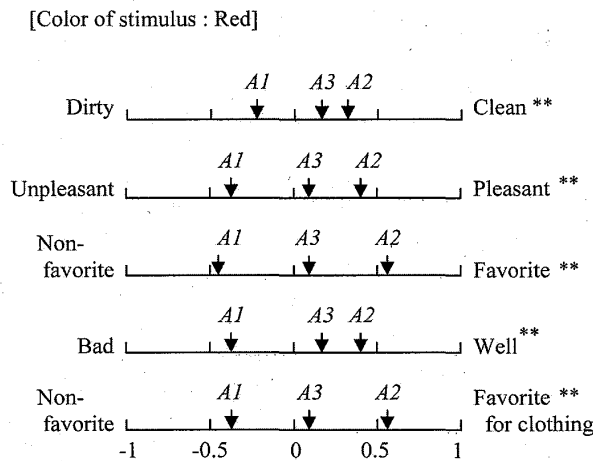 [Color of stimulus : Red]
A1 A3 A2
Dirty Clean **
A1 A3 A2
Unpleasant Pleasant **
Non- A1 A3 A2
favorite Favorite **
A1 A3 A2
Bad Well **
Non- A1 A3 A2 Favorite **
favorite for clothing
-1 -0.5 0 0.5 1